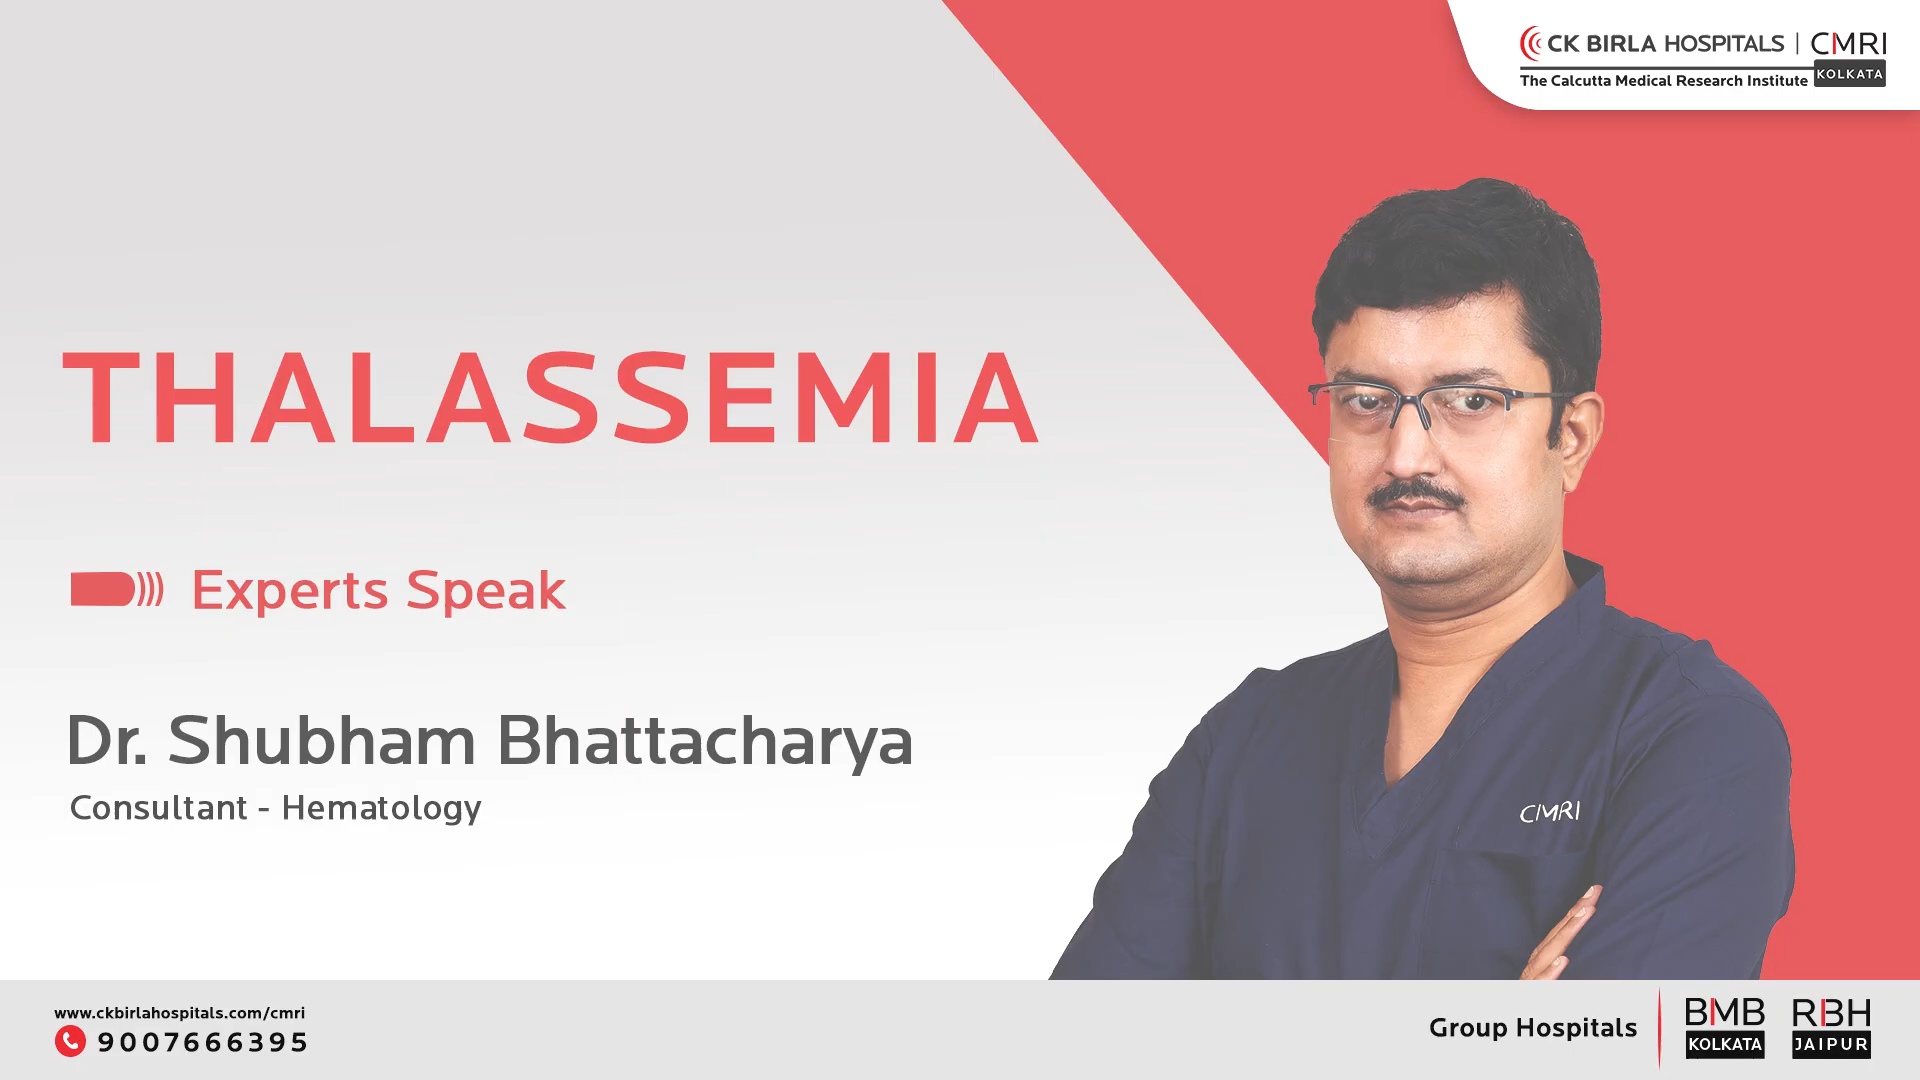 CK BIRLA HOSPITALS | CMRI
The Calcutta Medical Research Institute KOLKATA
THALASSEMIA
Experts Speak
Dr. Shubham Bhattacharya
Consultant - Hematology
CMRI
www.ckbirlahospitals.com/cmri
9007666395
Group Hospitals
BMB
KOLKATA
RBH
JAIPUR